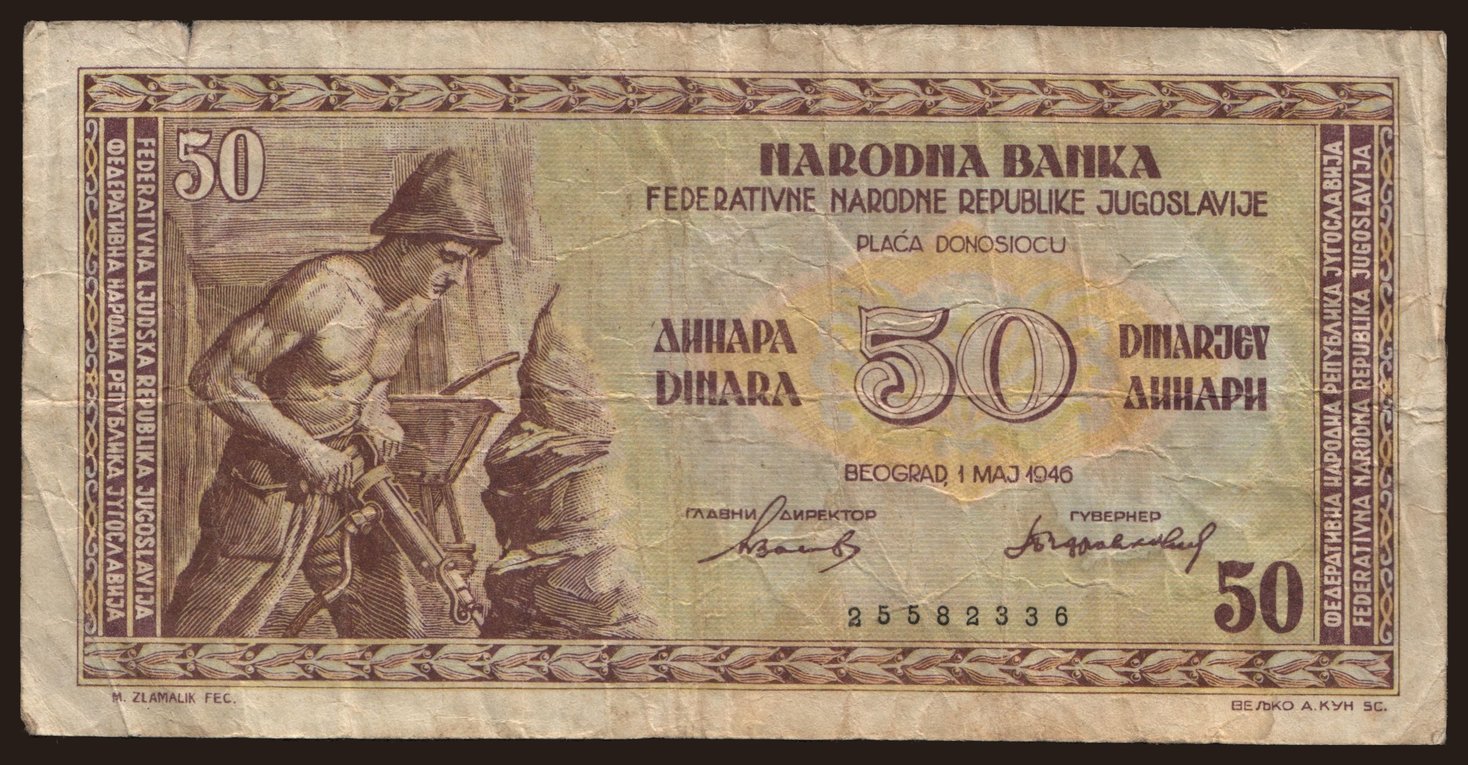 50
FEDERATIVNA LJUDSKA REPUBLIKA JUGOSLAVIJA
ФЕДЕРАТИВНА НАРОДНА РЕПУБЛИКА ЈУГОСЛАВИЈА
NARODNA BANKA
FEDERATIVNE NARODNE REPUBLIKE JUGOSLAVIJE
PLAĆA DONOSIOCU
ДИНАРА
DINARA
50
DINARJEV
ДИНАРИ
BEOGRAD, 1 MAJ 1946
ГЛАВНИ ДИРЕКТОР
ГУВЕРНЕР
25582336
50
ФЕДЕРАТИВНА НАРОДНА РЕПУБЛИКА ЈУГОСЛАВИЈА
FEDERATIVNA NARODNA REPUBLIKA JUGOSLAVIJA
M. ZLAMALIK FEC.
ВЕЉКО А. КУН SC.